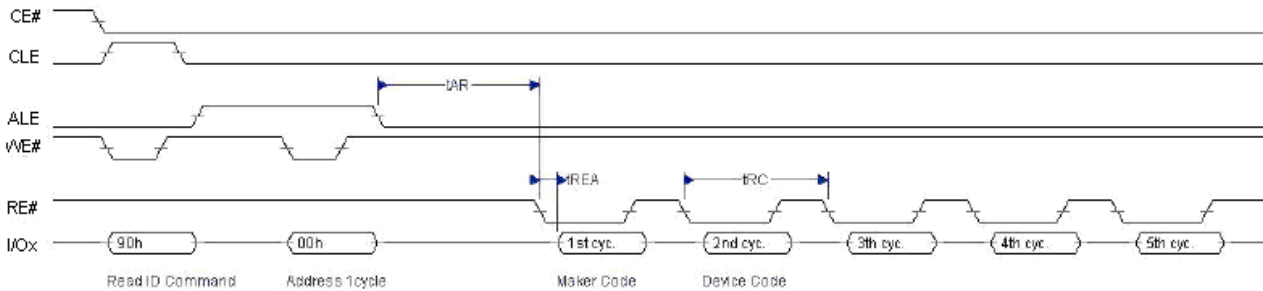 CE#
CLE
tAR
ALE
WE#
tREA
tRC
RE#
I/Ox
90h
00h
1st cyc.
2nd cyc.
3th cyc.
4th cyc.
5th cyc.
Read ID Command
Address 1cycle
Maker Code
Device Code